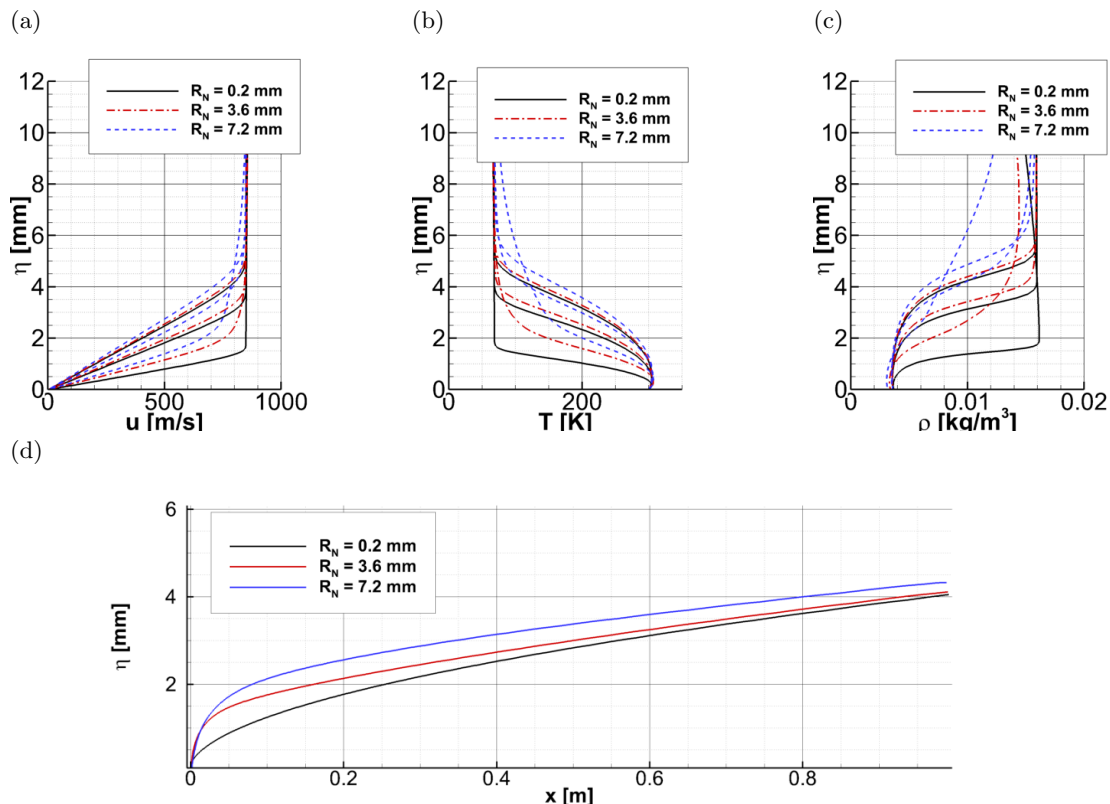 (a)
(b)
(c)
12
10
8
6
4
2
0
η [mm]
R_N = 0.2 mm
R_N = 3.6 mm
R_N = 7.2 mm
0
500
1000
u [m/s]
12
10
8
6
4
2
0
η [mm]
R_N = 0.2 mm
R_N = 3.6 mm
R_N = 7.2 mm
200
T [K]
12
10
8
6
4
2
0
η [mm]
R_N = 0.2 mm
R_N = 3.6 mm
R_N = 7.2 mm
0
0.01
0.02
ρ [kg/m³]
(d)
6
4
2
η [mm]
R_N = 0.2 mm
R_N = 3.6 mm
R_N = 7.2 mm
0
0.2
0.4
0.6
0.8
x [m]